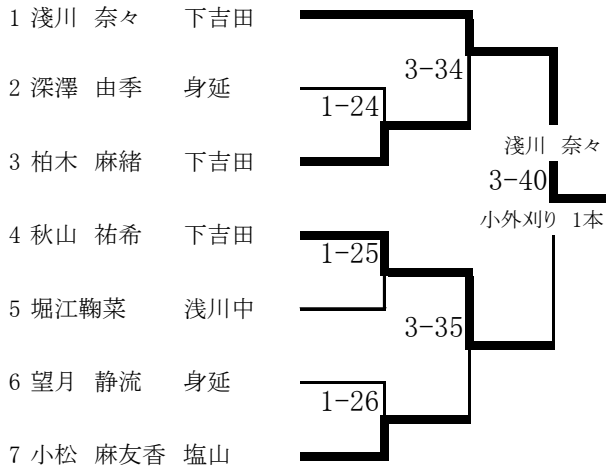 1 淺川 奈々 下吉田
3-34
2 深澤 由季 身延
1-24
淺川 奈々
3 柏木 麻緒 下吉田
3-40
小外刈り 1本
4 秋山 祐希 下吉田
1-25
5 堀江鞠菜 浅川中
3-35
6 望月 静流 身延
1-26
7 小松 麻友香 塩山